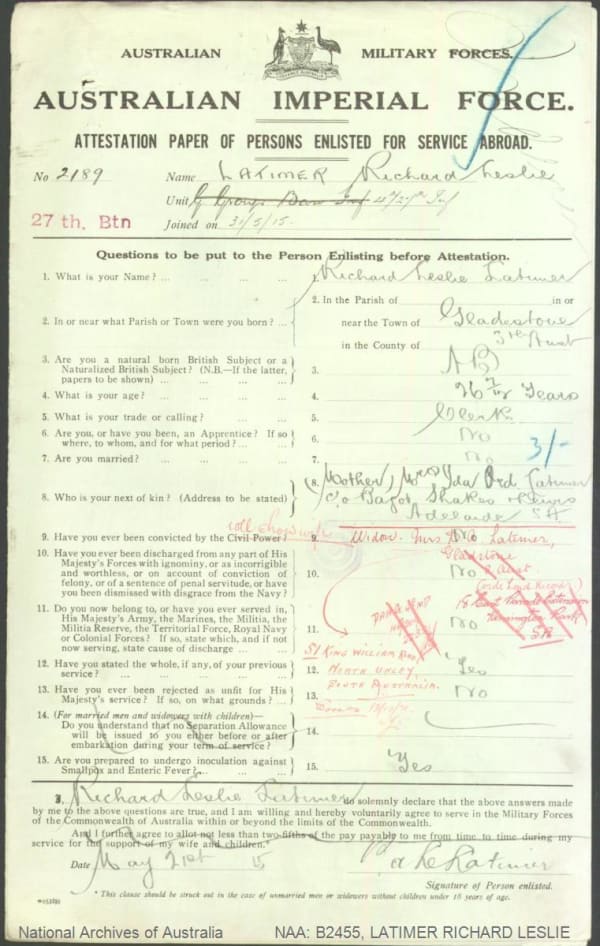 AUSTRALIAN MILITARY FORCES.
AUSTRALIAN IMPERIAL FORCE.
ATTESTATION PAPER OF PERSONS ENLISTED FOR SERVICE ABROAD.
No 2189 Name LATIMER Richard Leslie
Unit 4th/27th Inf
27 th. Btn Joined on 31/5/15.
Questions to be put to the Person Enlisting before Attestation.
1. What is your Name? ... ... ... ... 1. Richard Leslie Latimer
2. In or near what Parish or Town were you born? ... 2. In the Parish of in or
near the Town of Gladestone
in the County of Sth Aust
3. Are you a natural born British Subject or a
Naturalized British Subject? (N.B.—If the latter,
papers to be shown) ... ... ... ... 3.
4. What is your age? ... ... ... ... 4. 26 Years
5. What is your trade or calling? ... ... ... 5. Clerk
6. Are you, or have you been, an Apprentice? If so
where, to whom, and for what period? ... ... 6. No
7. Are you married? ... ... ... ... 7. No 3/-
8. Who is your next of kin? (Address to be stated) 8. Mother, Mrs Ida Latimer
c/o Bagot, Shakes & Lewis
Adelaide SA
9. Have you ever been convicted by the Civil Power? 9. No
Widow. Mrs Latimer,
Gladstone
S Aust
10. Have you ever been discharged from any part of His
Majesty's Forces with ignominy, or as incorrigible
and worthless, or on account of conviction of
felony, or of a sentence of penal servitude, or have
you been dismissed with disgrace from the Navy? 10. No
11. Do you now belong to, or have you ever served in,
His Majesty's Army, the Marines, the Militia, the
Militia Reserve, the Territorial Force, Royal Navy
or Colonial Forces? If so, state which, and if not
now serving, state cause of discharge ... ... 11. No
SA
51 KING WILLIAM ROAD
NORTH UNLEY,
SOUTH AUSTRALIA.
12. Have you stated the whole, if any, of your previous
service? ... ... ... ... 12. Yes
13. Have you ever been rejected as unfit for His
Majesty's service? If so, on what grounds? ... 13. No
14. (For married men and widowers with children)—
Do you understand that no Separation Allowance
will be issued to you either before or after
embarkation during your term of service? ... 14.
15. Are you prepared to undergo inoculation against
Smallpox and Enteric Fever?... ... ... 15. Yes
I, Richard Leslie Latimer do solemnly declare that the above answers made
by me to the above questions are true, and I am willing and hereby voluntarily agree to serve in the Military Forces
of the Commonwealth of Australia within or beyond the limits of the Commonwealth.
*And I further agree to allot not less than two-fifths of the pay payable to me from time to time during my
service for the support of my wife and children.
Date May 21st 15 Latimer
Signature of Person enlisted.
* This clause should be struck out in the case of unmarried men or widowers without children under 16 years of age.
National Archives of Australia NAA: B2455, LATIMER RICHARD LESLIE